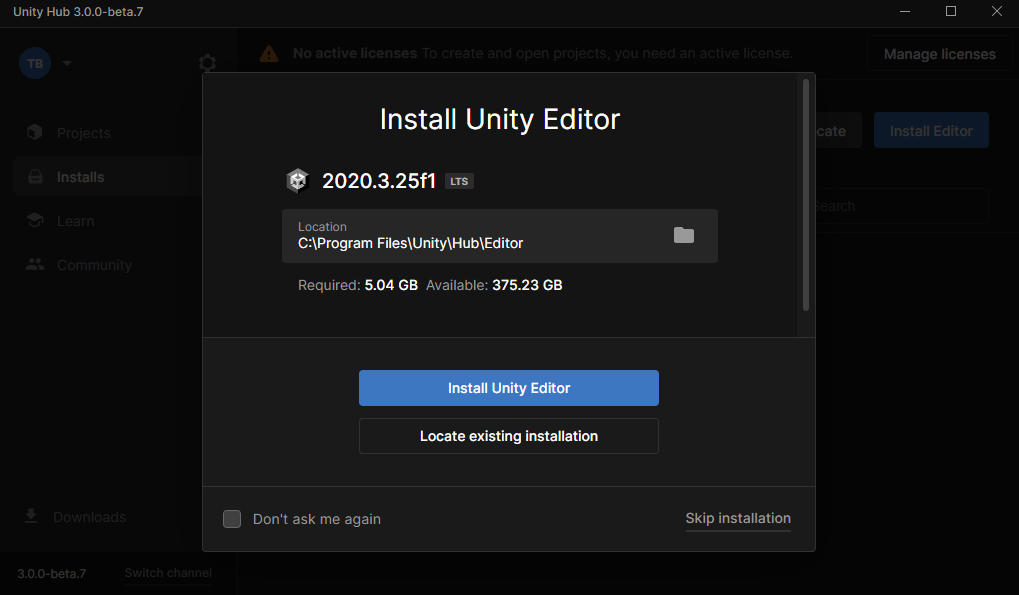 Unity Hub 3.0.0-beta.7
TB
No active licenses To create and open projects, you need an active license.
Manage licenses
Projects
Installs
Learn
Community
cate
Install Editor
Search
Install Unity Editor
2020.3.25f1 LTS
Location
C:\Program Files\Unity\Hub\Editor
Required: 5.04 GB Available: 375.23 GB
Install Unity Editor
Locate existing installation
Don't ask me again
Skip installation
Downloads
3.0.0-beta.7
Switch channel